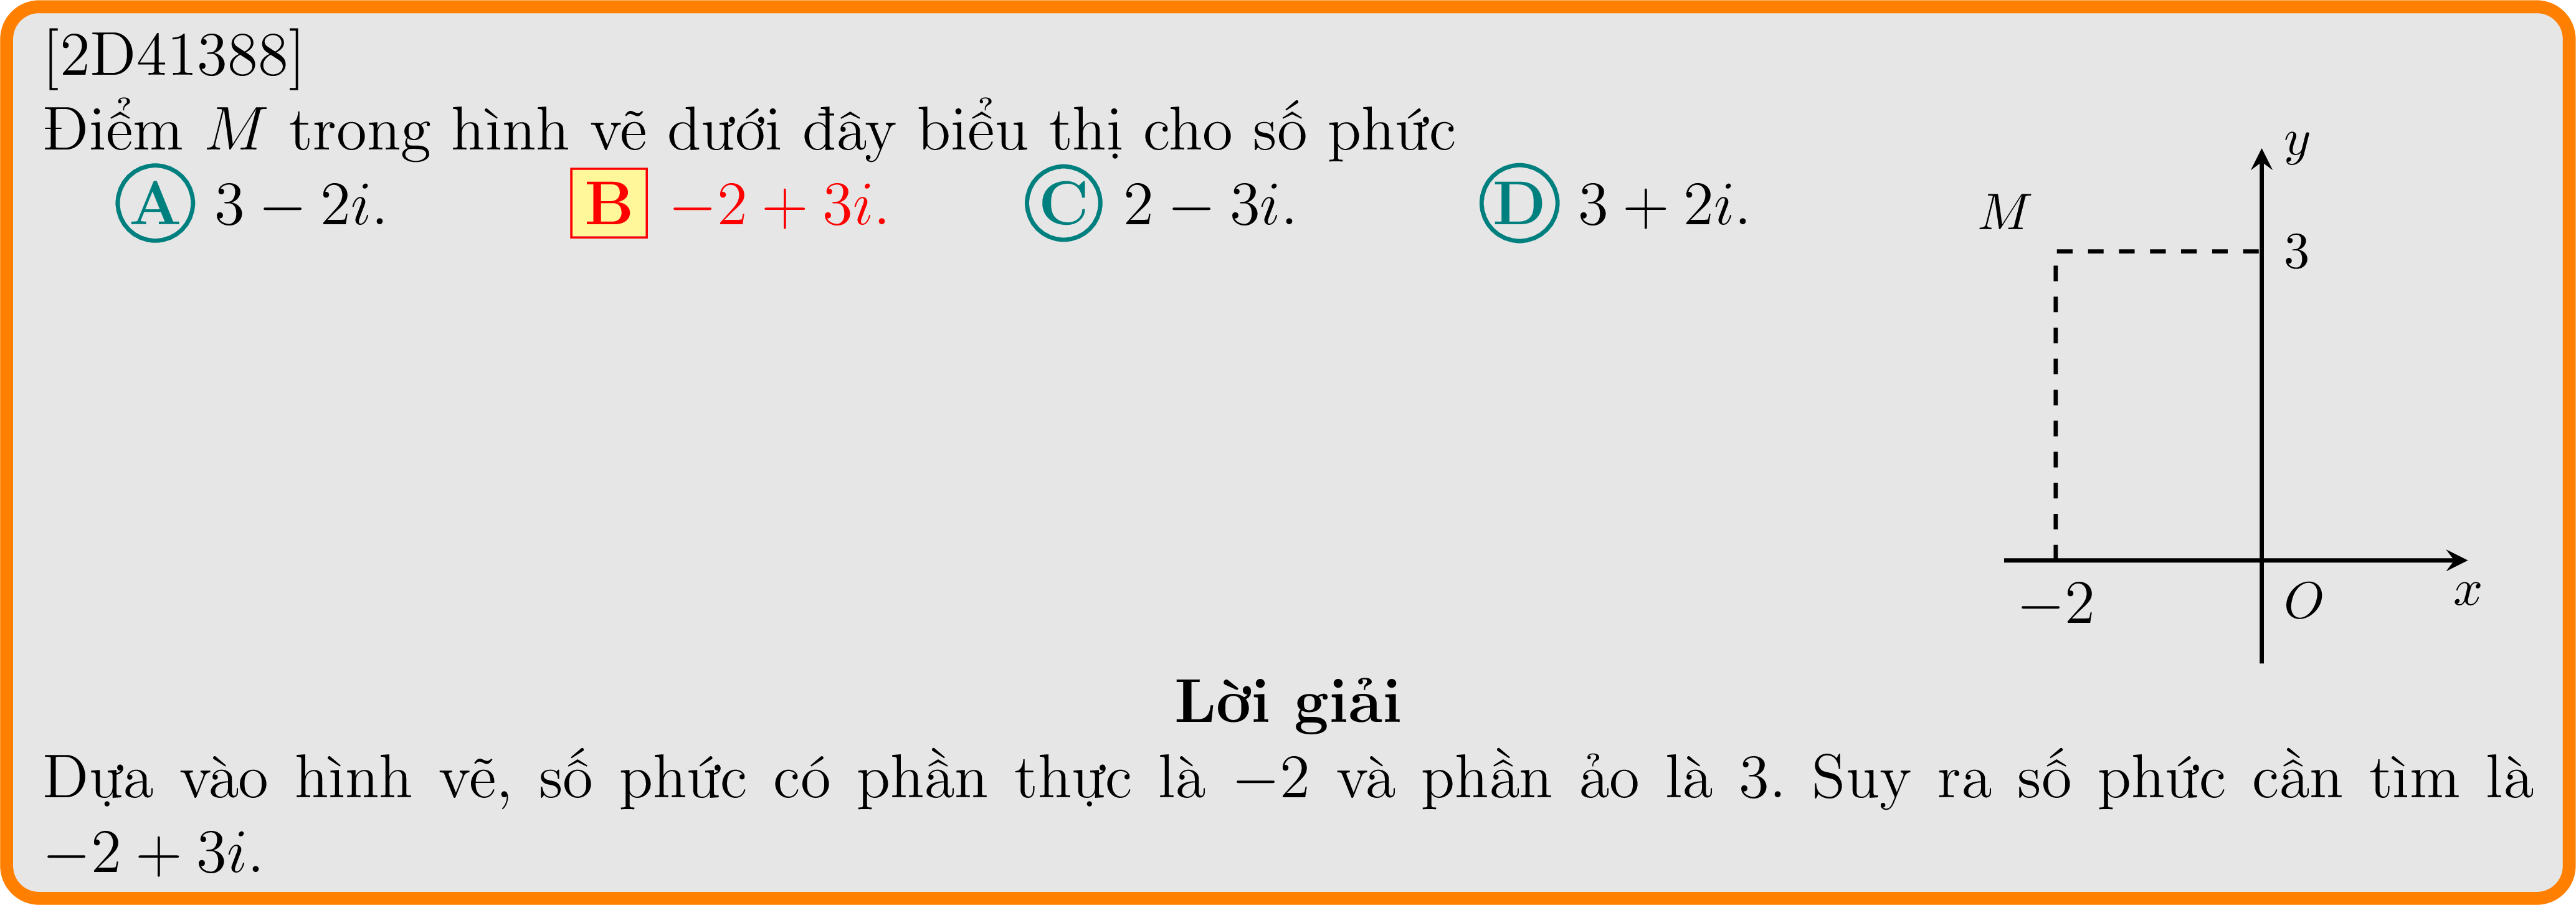 [2D41388]
Điểm M trong hình vẽ dưới đây biểu thị cho số phức
A 3 − 2i. B −2 + 3i. C 2 − 3i. D 3 + 2i.
y
M
3
−2
O
x
Lời giải
Dựa vào hình vẽ, số phức có phần thực là −2 và phần ảo là 3. Suy ra số phức cần tìm là
−2 + 3i.